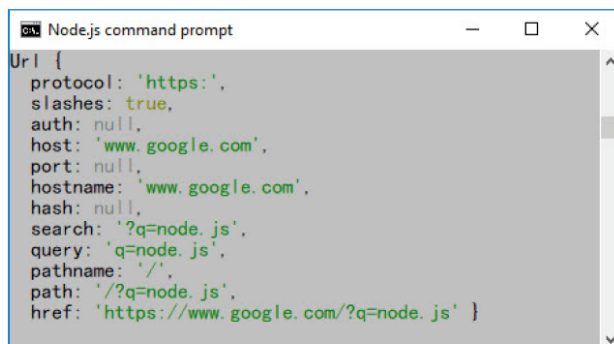 Node.js command prompt
Url {
  protocol: 'https:',
  slashes: true,
  auth: null,
  host: 'www.google.com',
  port: null,
  hostname: 'www.google.com',
  hash: null,
  search: '?q=node.js',
  query: 'q=node.js',
  pathname: '/',
  path: '/?q=node.js',
  href: 'https://www.google.com/?q=node.js' }